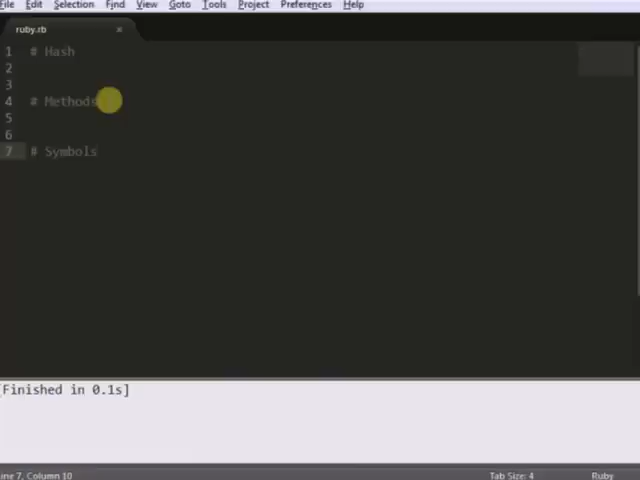 File Edit Selection Find View Goto Tools Project Preferences Help
ruby.rb ×
1 # Hash
2
3
4 # Methods
5
6
7 # Symbols
[Finished in 0.1s]
Line 7, Column 10 Tab Size: 4 Ruby